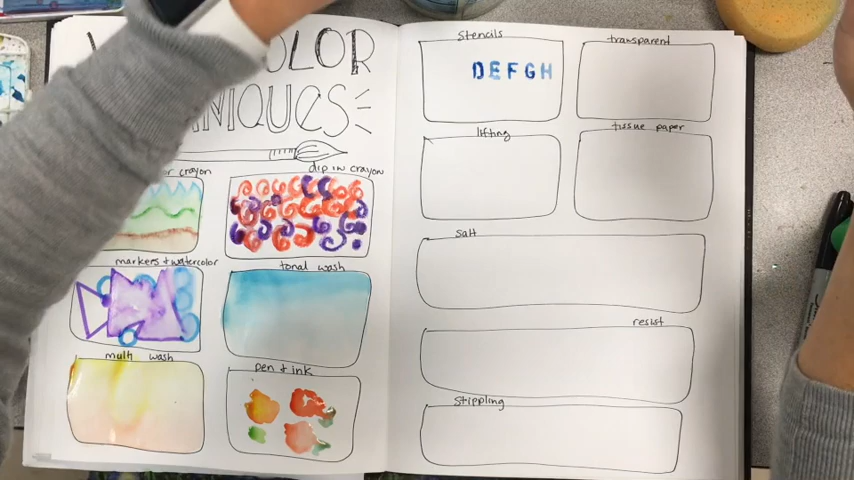 OLOR
NIQUES
or crayon
dip in crayon
markers + watercolor
tonal wash
multi wash
pen + ink
stencils
DEFGH
transparent
lifting
tissue paper
salt
resist
stippling